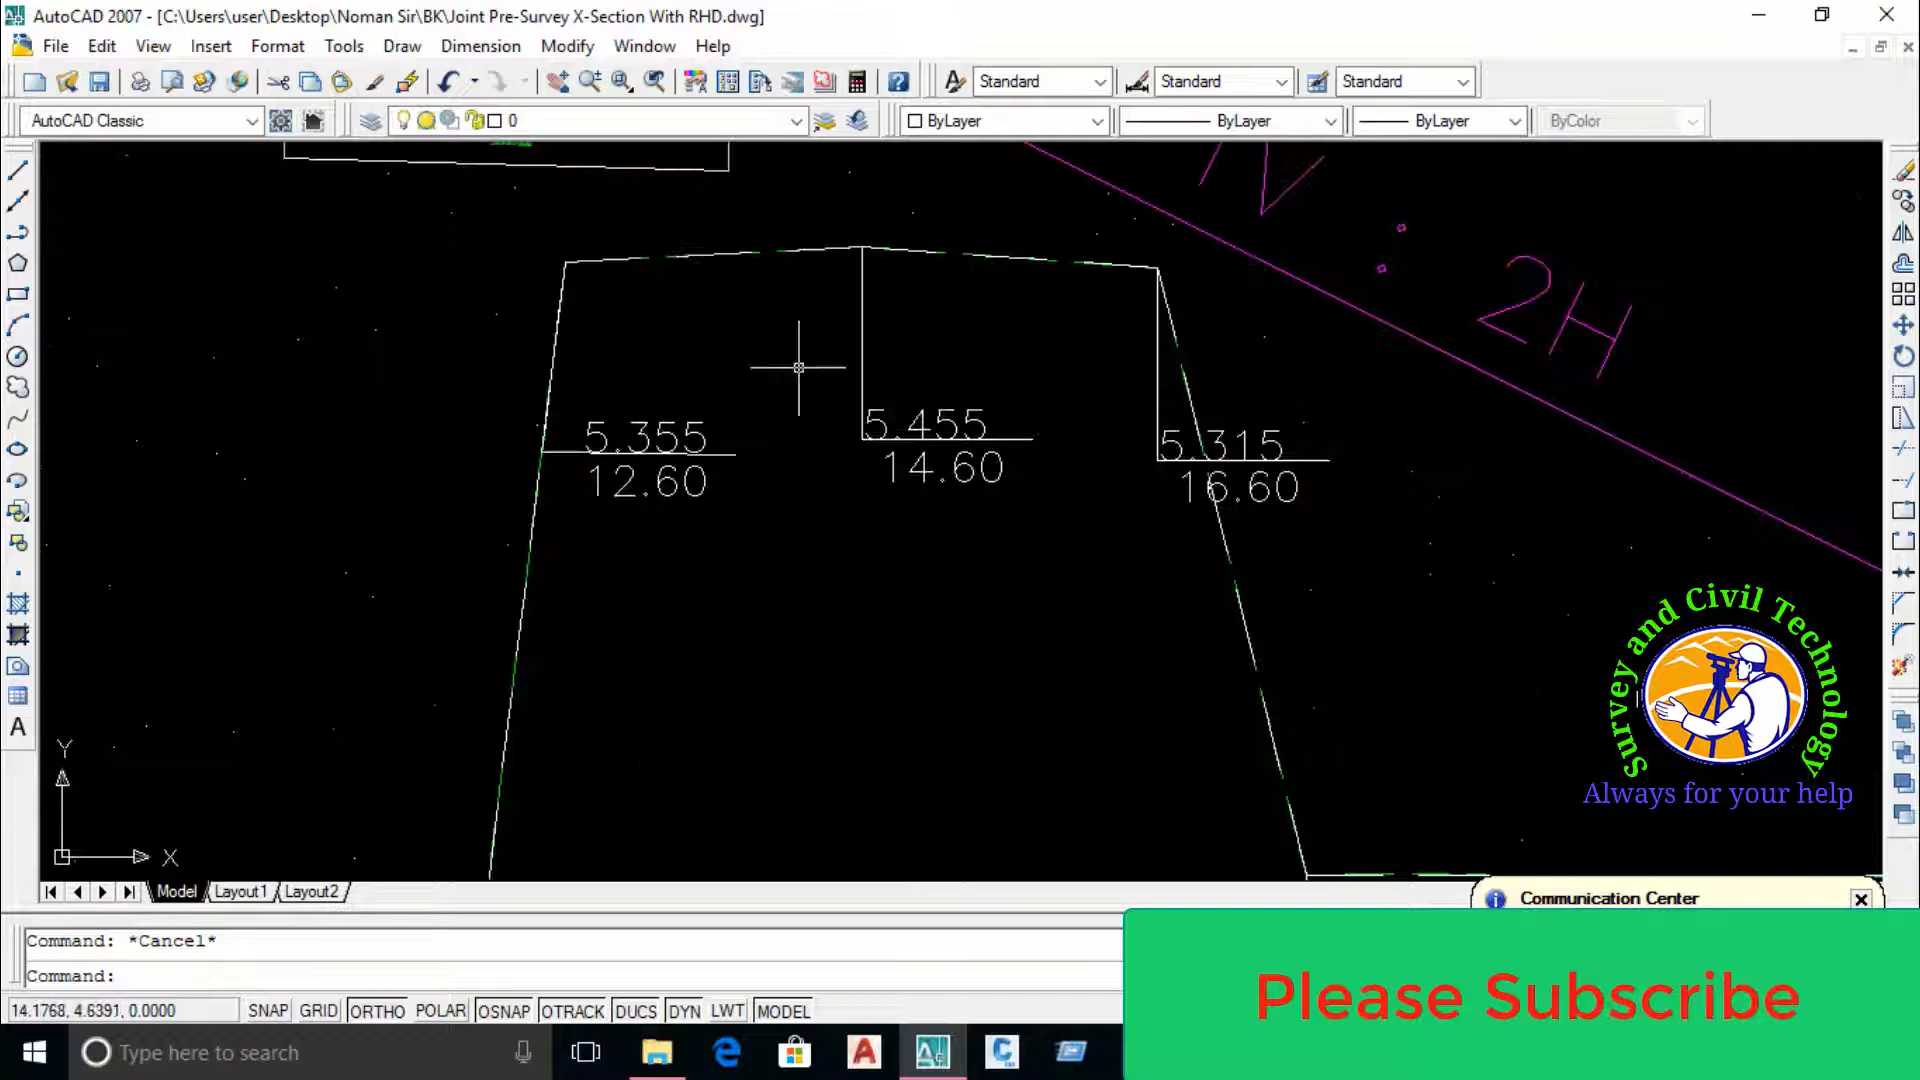 AutoCAD 2007 - [C:\Users\user\Desktop\Noman Sir\BK\Joint Pre-Survey X-Section With RHD.dwg]
File Edit View Insert Format Tools Draw Dimension Modify Window Help
Standard Standard Standard
AutoCAD Classic 0 ByLayer ByLayer ByLayer ByColor
2H
5.355
12.60
5.455
14.60
5.315
16.60
Survey and Civil Technology
Always for your help
Y
X
A
Model Layout1 Layout2
Communication Center
Command: *Cancel*
Command:
Please Subscribe
14.1768, 4.6391, 0.0000 SNAP GRID ORTHO POLAR OSNAP OTRACK DUCS DYN LWT MODEL
Type here to search